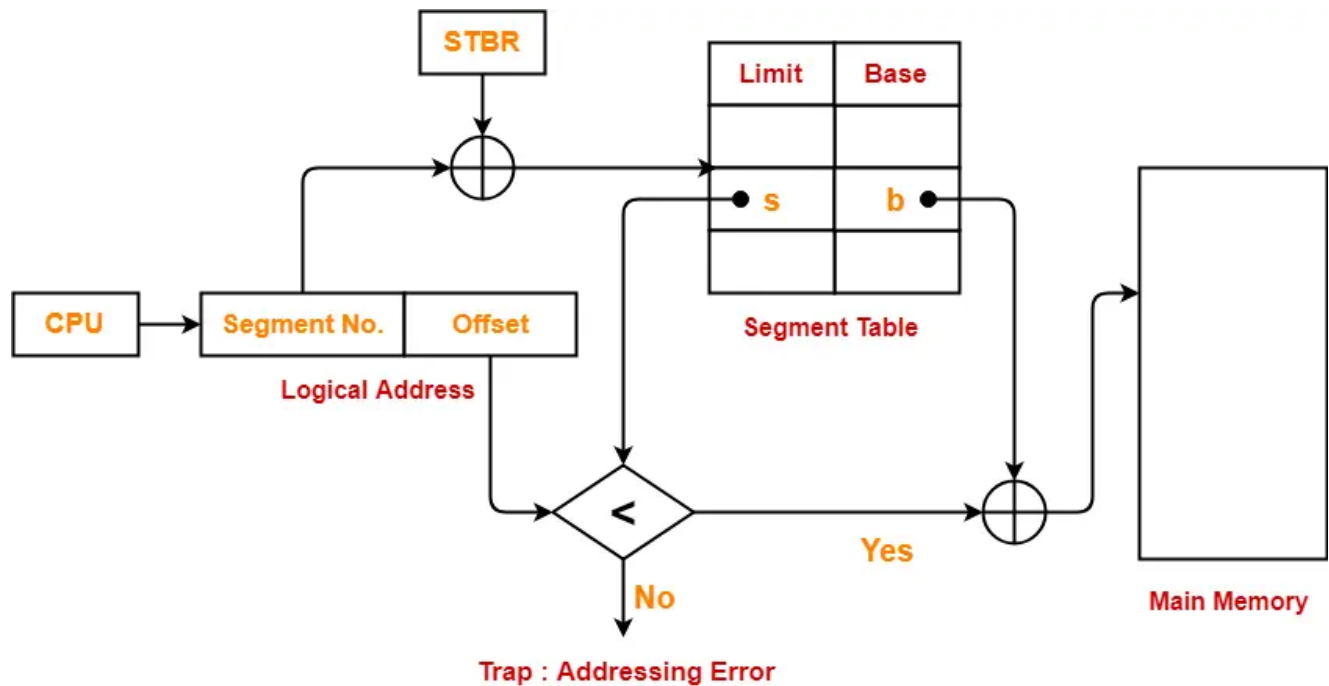 STBR
Limit
Base
s
b
CPU
Segment No.
Offset
Segment Table
Logical Address
<
Yes
No
Main Memory
Trap : Addressing Error